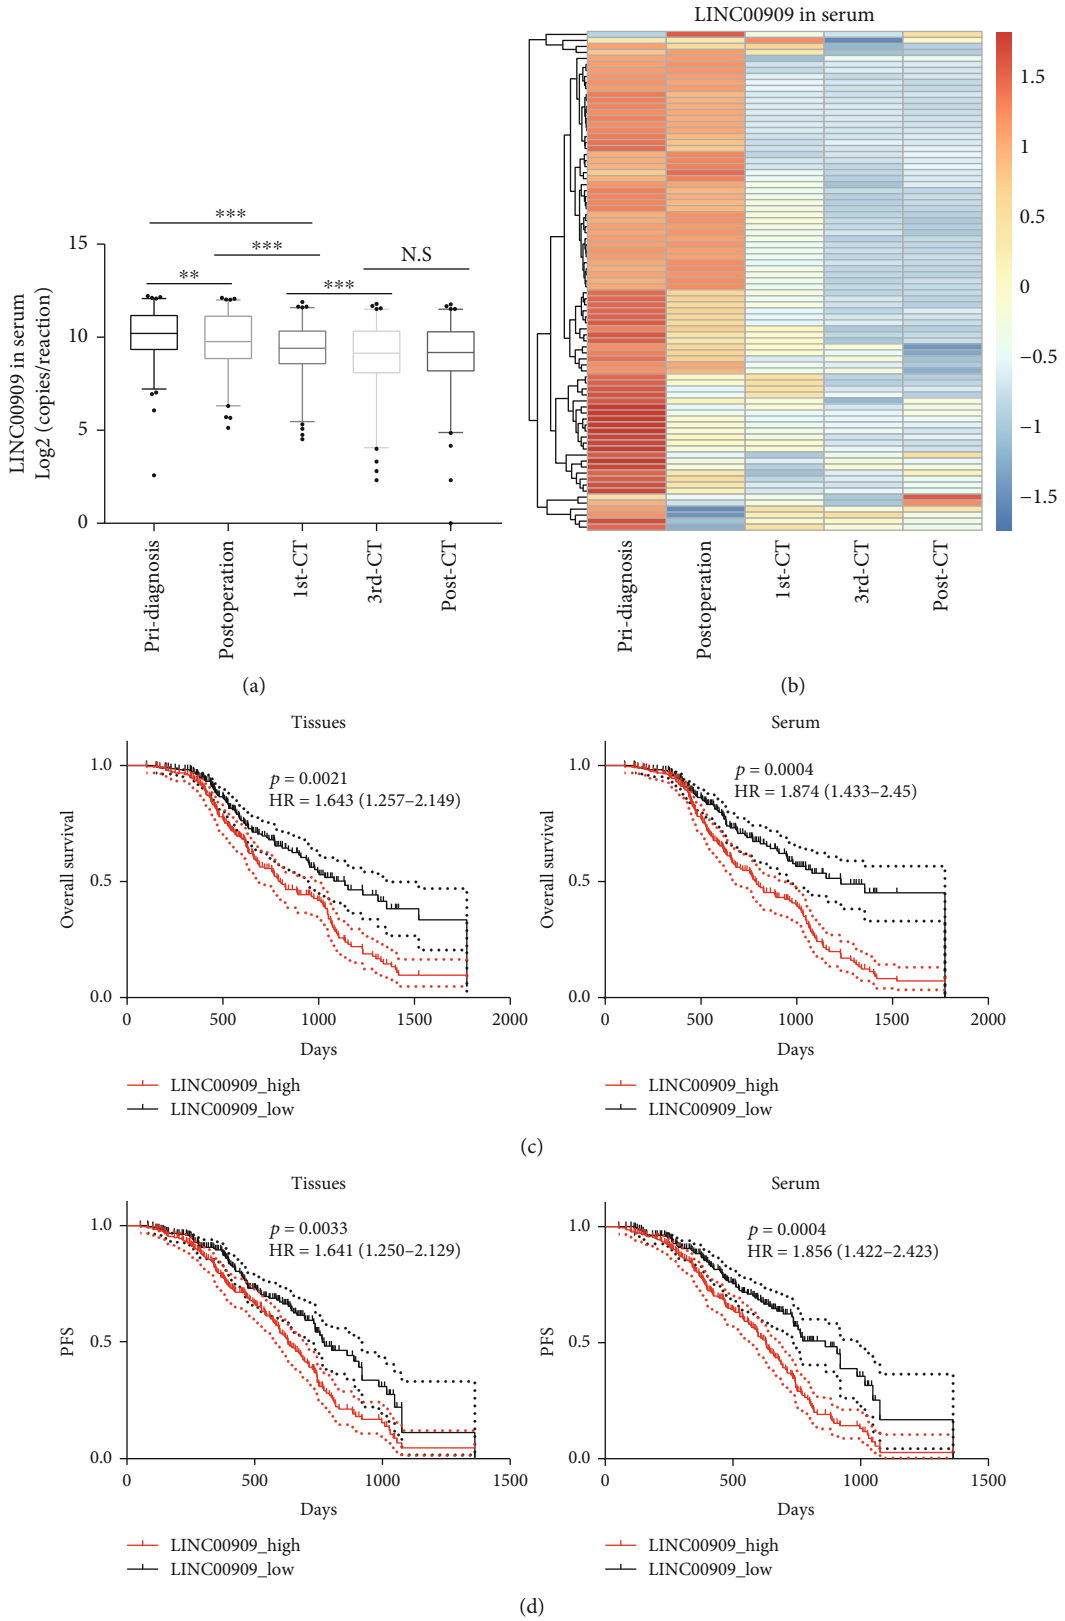 LINC00909 in serum
Log2 (copies/reaction)
15
10
5
0
***
***
**
***
N.S
Pri-diagnosis
Postoperation
1st-CT
3rd-CT
Post-CT
(a)
LINC00909 in serum
1.5
1
0.5
0
−0.5
−1
−1.5
Pri-diagnosis
Postoperation
1st-CT
3rd-CT
Post-CT
(b)
Tissues
Overall survival
1.0
0.5
0.0
p = 0.0021
HR = 1.643 (1.257–2.149)
0 500 1000 1500 2000
Days
LINC00909_high
LINC00909_low
Serum
Overall survival
1.0
0.5
0.0
p = 0.0004
HR = 1.874 (1.433–2.45)
0 500 1000 1500 2000
Days
LINC00909_high
LINC00909_low
(c)
Tissues
PFS
1.0
0.5
0.0
p = 0.0033
HR = 1.641 (1.250–2.129)
0 500 1000 1500
Days
LINC00909_high
LINC00909_low
Serum
PFS
1.0
0.5
0.0
p = 0.0004
HR = 1.856 (1.422–2.423)
0 500 1000 1500
Days
LINC00909_high
LINC00909_low
(d)